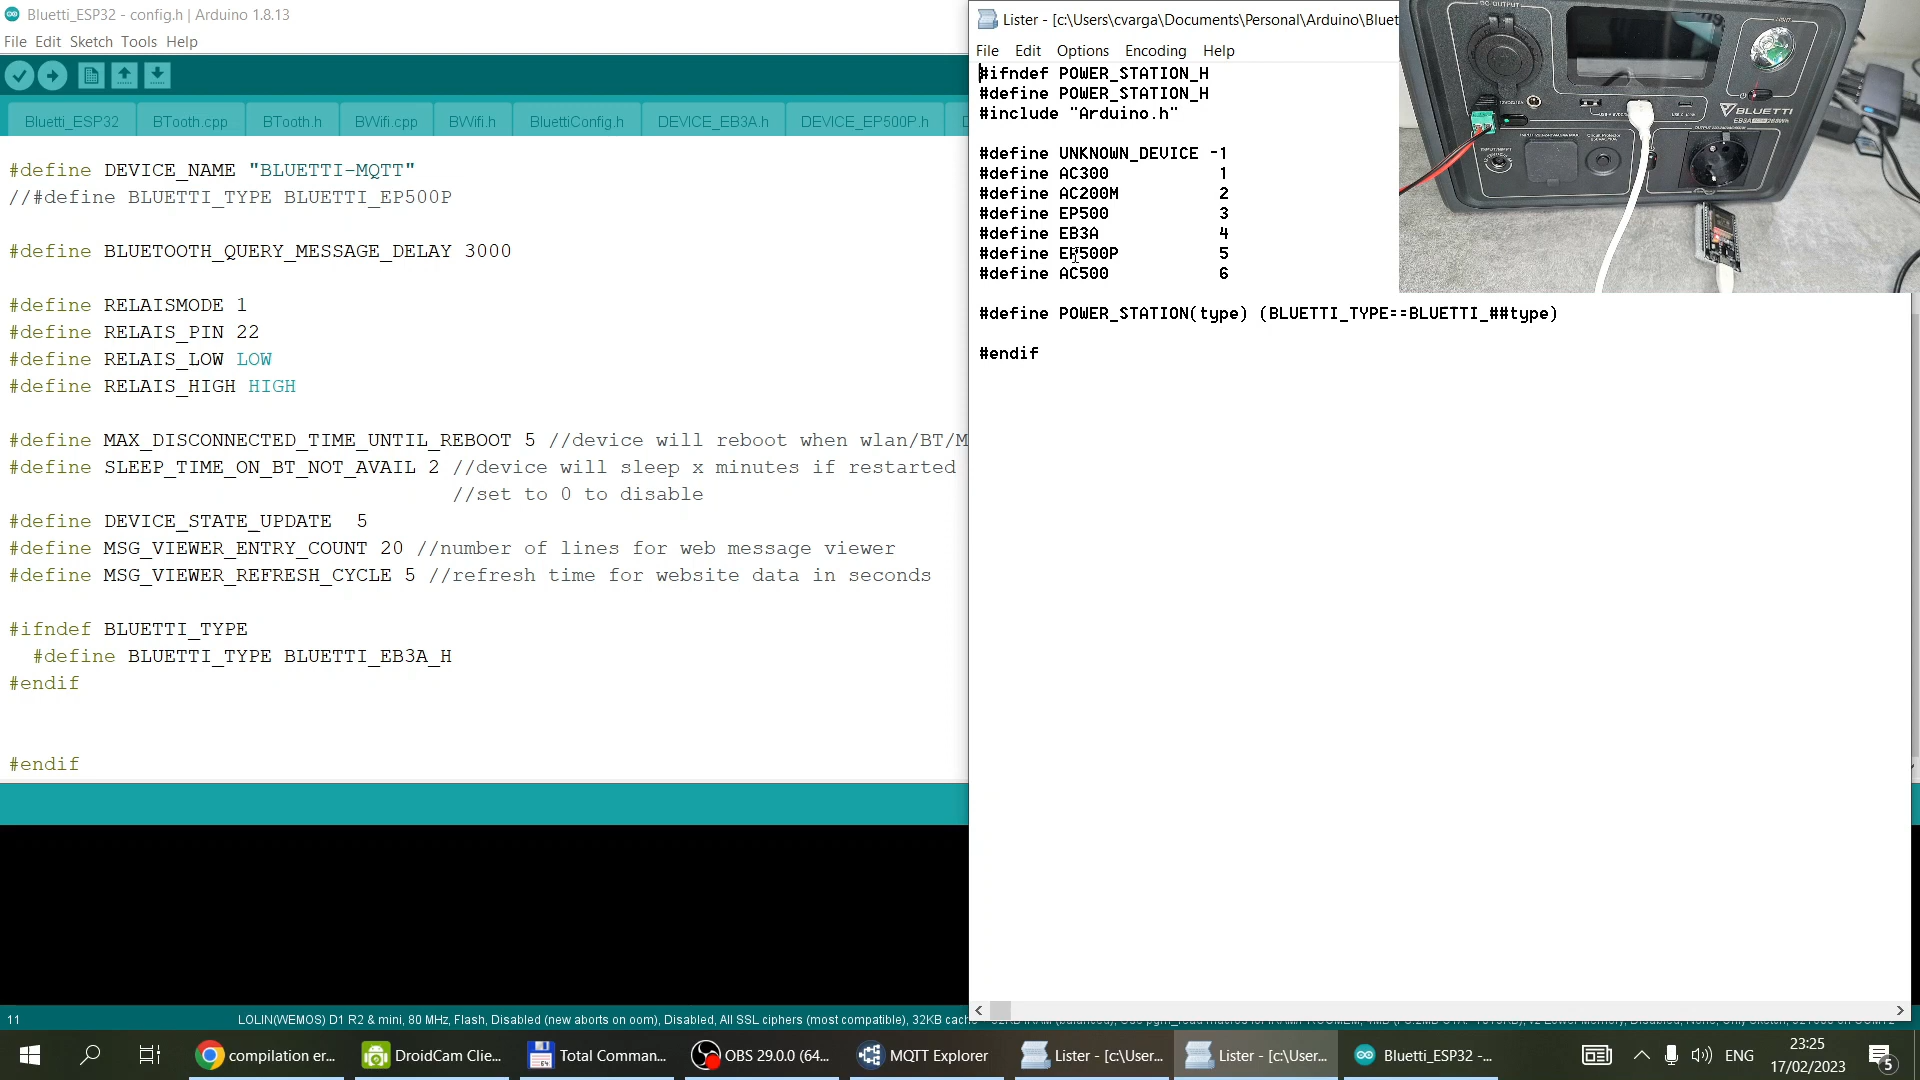 Bluetti_ESP32 - config.h | Arduino 1.8.13
File Edit Sketch Tools Help
Bluetti_ESP32 BTooth.cpp BTooth.h BWifi.cpp BWifi.h BluettiConfig.h DEVICE_EB3A.h DEVICE_EP500P.h
#define DEVICE_NAME "BLUETTI-MQTT"
//#define BLUETTI_TYPE BLUETTI_EP500P
#define BLUETOOTH_QUERY_MESSAGE_DELAY 3000
#define RELAISMODE 1
#define RELAIS_PIN 22
#define RELAIS_LOW LOW
#define RELAIS_HIGH HIGH
#define MAX_DISCONNECTED_TIME_UNTIL_REBOOT 5 //device will reboot when wlan/BT/M
#define SLEEP_TIME_ON_BT_NOT_AVAIL 2 //device will sleep x minutes if restarted
//set to 0 to disable
#define DEVICE_STATE_UPDATE  5
#define MSG_VIEWER_ENTRY_COUNT 20 //number of lines for web message viewer
#define MSG_VIEWER_REFRESH_CYCLE 5 //refresh time for website data in seconds
#ifndef BLUETTI_TYPE
#define BLUETTI_TYPE BLUETTI_EB3A_H
#endif
#endif
11
LOLIN(WEMOS) D1 R2 & mini, 80 MHz, Flash, Disabled (new aborts on oom), Disabled, All SSL ciphers (most compatible), 32KB cach
Lister - [c:\Users\cvarga\Documents\Personal\Arduino\Bluet
File Edit Options Encoding Help
#ifndef POWER_STATION_H
#define POWER_STATION_H
#include "Arduino.h"
#define UNKNOWN_DEVICE -1
#define AC300 1
#define AC200M 2
#define EP500 3
#define EB3A 4
#define EP500P 5
#define AC500 6
#define POWER_STATION(type) (BLUETTI_TYPE==BLUETTI_##type)
#endif
DC OUTPUT
LIGHT
BLUETTI
EB3A
compilation er... DroidCam Clie... Total Comman... OBS 29.0.0 (64... MQTT Explorer Lister - [c:\User... Lister - [c:\User... Bluetti_ESP32 -...
ENG
23:25
17/02/2023
5